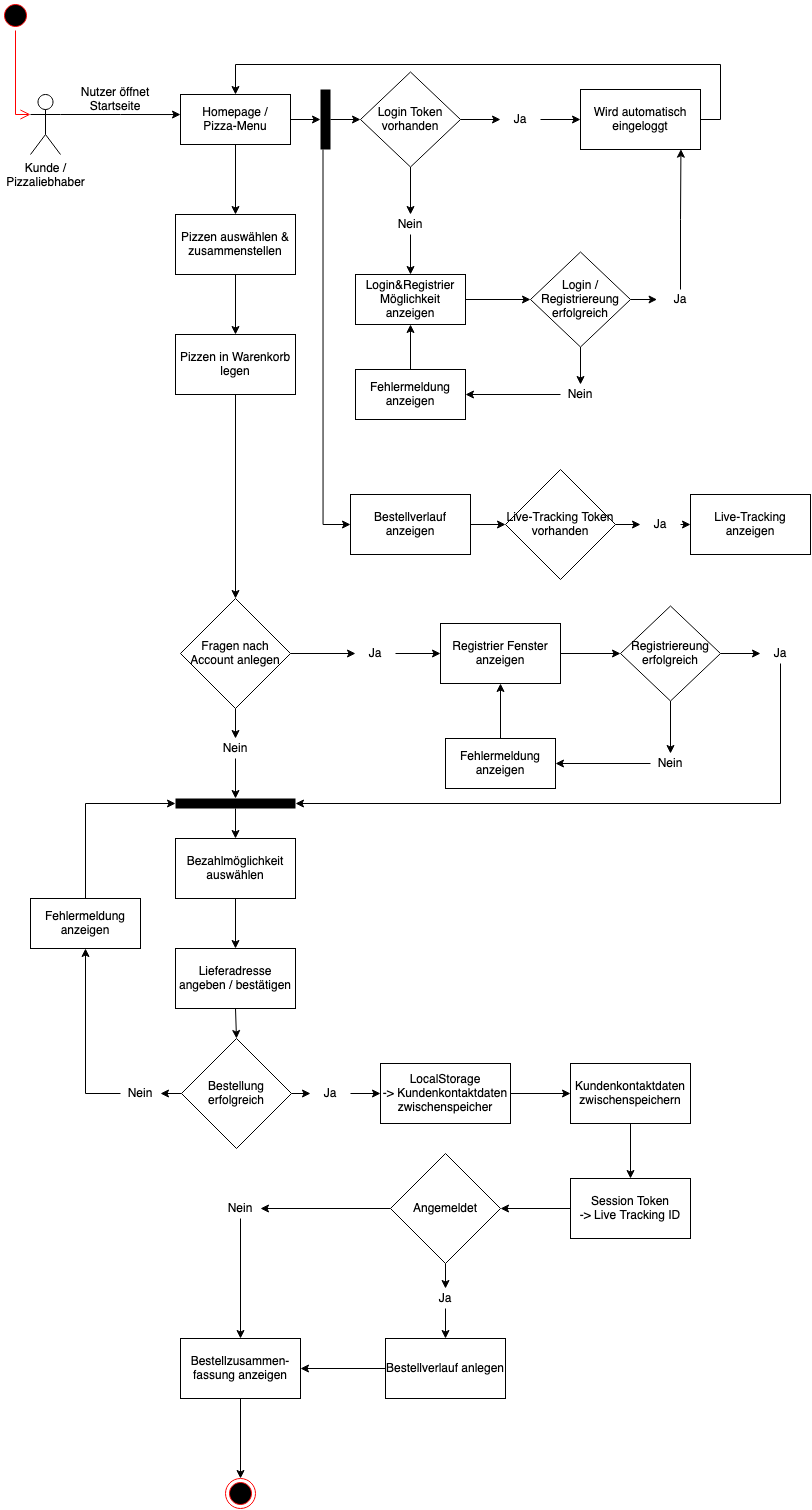 Nutzer öffnet
Startseite
Kunde /
Pizzaliebhaber
Homepage /
Pizza-Menu
Login Token
vorhanden
Ja
Wird automatisch
eingeloggt
Nein
Pizzen auswählen &
zusammenstellen
Login&Registrier
Möglichkeit
anzeigen
Login /
Registriereung
erfolgreich
Ja
Pizzen in Warenkorb
legen
Fehlermeldung
anzeigen
Nein
Bestellverlauf
anzeigen
Live-Tracking Token
vorhanden
Ja
Live-Tracking
anzeigen
Fragen nach
Account anlegen
Ja
Registrier Fenster
anzeigen
Registriereung
erfolgreich
Ja
Nein
Fehlermeldung
anzeigen
Nein
Bezahlmöglichkeit
auswählen
Fehlermeldung
anzeigen
Lieferadresse
angeben / bestätigen
Nein
Bestellung
erfolgreich
Ja
LocalStorage
-> Kundenkontaktdaten
zwischenspeicher
Kundenkontaktdaten
zwischenspeichern
Nein
Angemeldet
Session Token
-> Live Tracking ID
Ja
Bestellzusammen-
fassung anzeigen
Bestellverlauf anlegen